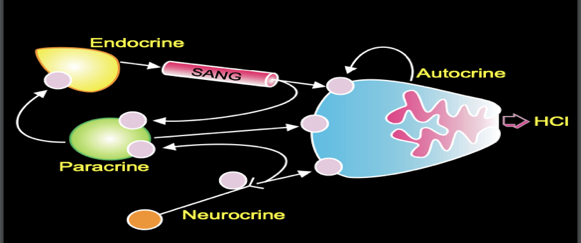 Endocrine
SANG
Autocrine
HCl
Paracrine
Neurocrine